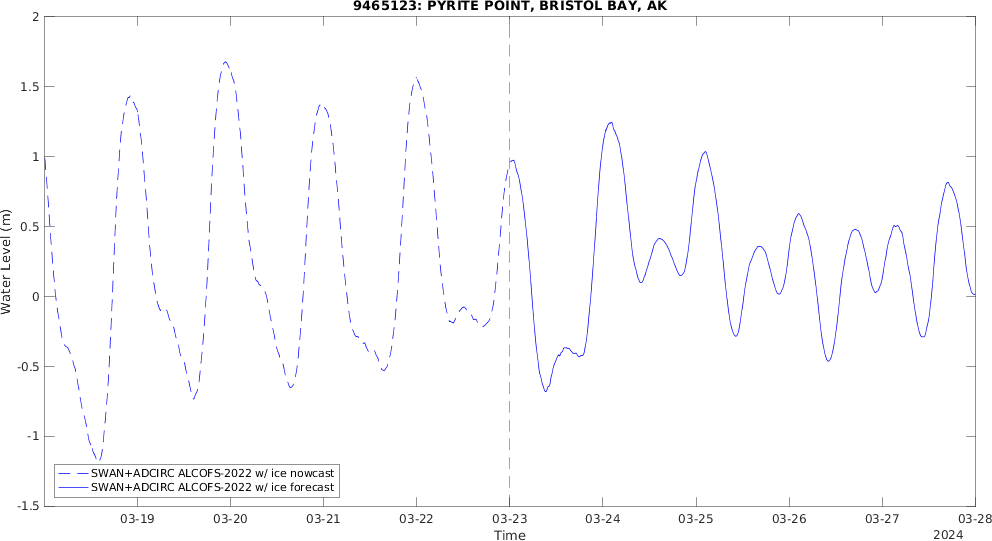 9465123: PYRITE POINT, BRISTOL BAY, AK
Water Level (m)
2
1.5
1
0.5
0
-0.5
-1
-1.5
SWAN+ADCIRC ALCOFS-2022 w/ ice nowcast
SWAN+ADCIRC ALCOFS-2022 w/ ice forecast
03-19 03-20 03-21 03-22 03-23 03-24 03-25 03-26 03-27 03-28
Time
2024